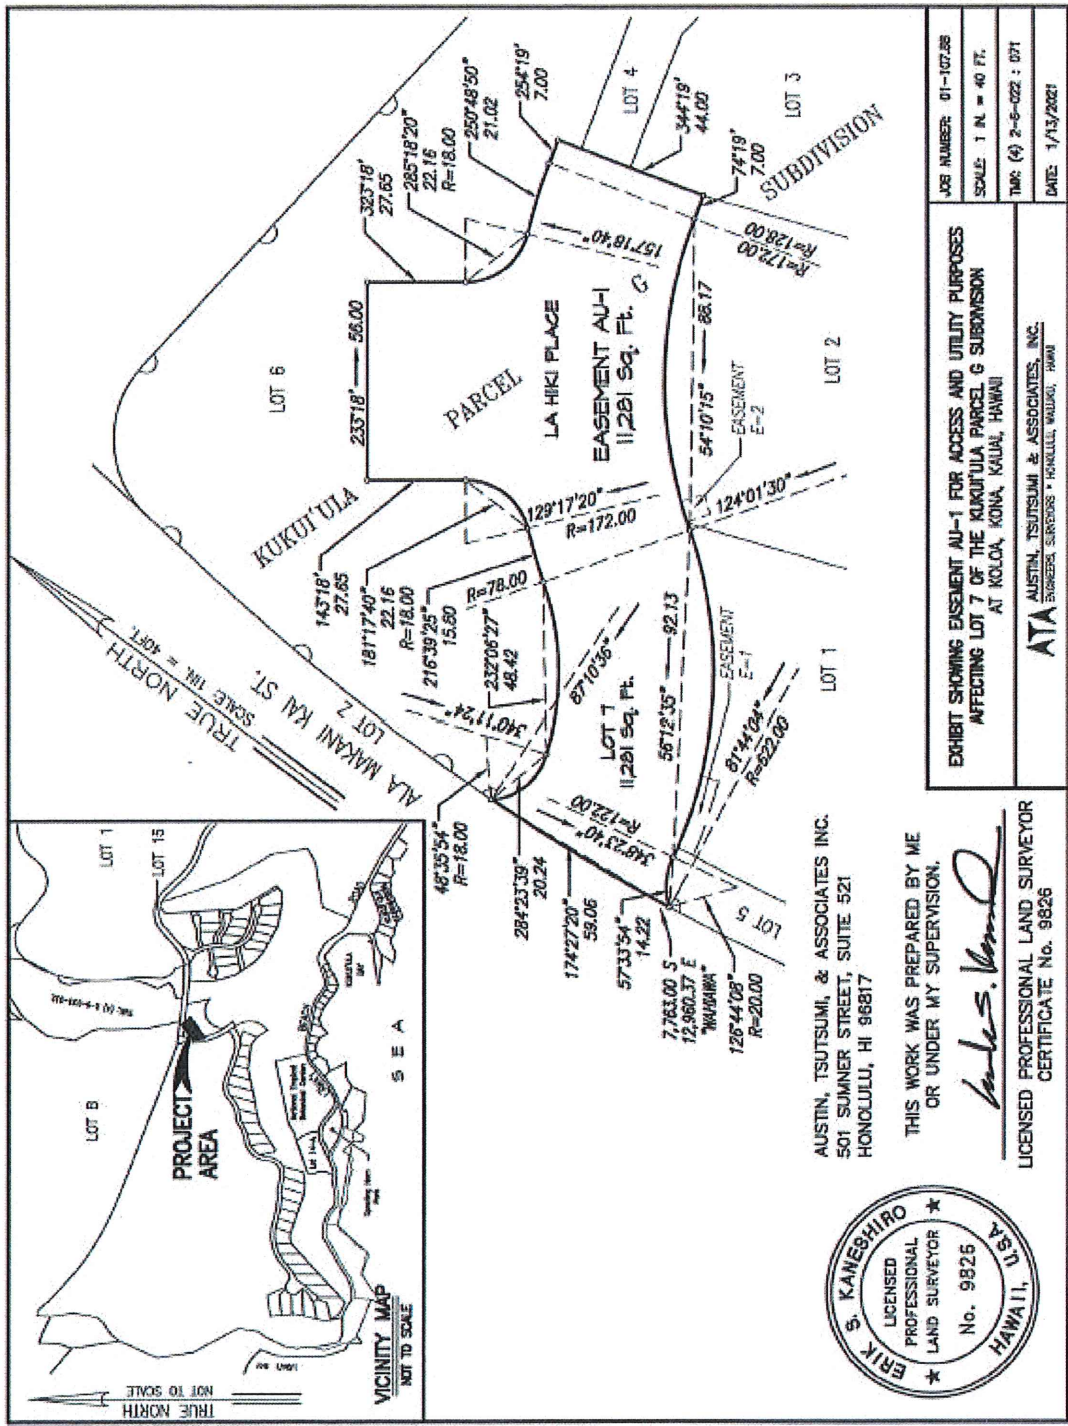 TRUE NORTH
NOT TO SCALE
LOT B
LOT 1
LOT 15
PROJECT
AREA
S E A
VICINITY MAP
NOT TO SCALE
TRUE NORTH
SCALE: 1IN. = 40FT.
ALA MAKANI KAI ST.
LOT Z
KUKUI'ULA
PARCEL
G
SUBDIVISION
LOT 6
LOT 4
LOT 3
LOT 2
LOT 1
LOT 5
233°18' 56.00
323°18'
27.65
285°18'20"
22.16
R=18.00
250°48'50"
21.02
254°19'
7.00
344°19'
44.00
74°19'
7.00
157°18'40"
R=128.00
R=172.00
LA HIKI PLACE
EASEMENT AU-1
11,281 Sq. Ft.
54°10'15" 86.17
EASEMENT
E-2
124°01'30"
129°17'20"
R=172.00
R=78.00
143°18'
27.65
181°17'40"
22.16
R=18.00
216°39'25"
15.80
232°06'27"
48.42
340°11'24"
87°10'36"
LOT 7
11,281 Sq. Ft.
56°12'35" 92.13
EASEMENT
E-1
81°44'04"
R=622.00
348°23'40"
R=122.00
48°35'54"
R=18.00
284°23'39"
20.24
174°27'20"
59.06
57°33'54"
14.22
7,763.00 S
12,960.37 E
"WAHIAWA"
126°44'08"
R=20.00
AUSTIN, TSUTSUMI, & ASSOCIATES INC.
501 SUMNER STREET, SUITE 521
HONOLULU, HI 96817
THIS WORK WAS PREPARED BY ME
OR UNDER MY SUPERVISION.
LICENSED PROFESSIONAL LAND SURVEYOR
CERTIFICATE No. 9826
ERIK S. KANESHIRO
LICENSED
PROFESSIONAL
LAND SURVEYOR
No. 9826
HAWAII, U.S.A.
EXHIBIT SHOWING EASEMENT AU-1 FOR ACCESS AND UTILITY PURPOSES
AFFECTING LOT 7 OF THE KUKUI'ULA PARCEL G SUBDIVISION
AT KOLOA, KONA, KAUAI, HAWAII
ATA AUSTIN, TSUTSUMI & ASSOCIATES, INC.
ENGINEERS, SURVEYORS • HONOLULU, WAILUKU, HAWAII
JOB NUMBER: 01-107.88
SCALE: 1 IN. = 40 FT.
TMK: (4) 2-6-022 : 071
DATE: 1/13/2021